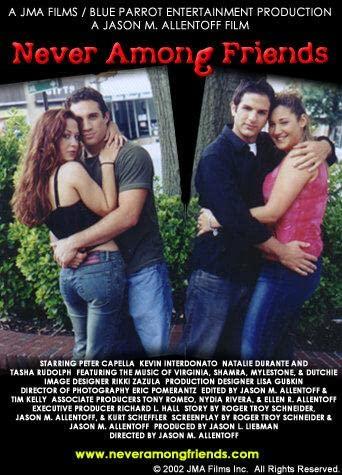 A JMA FILMS / BLUE PARROT ENTERTAINMENT PRODUCTION
A JASON M. ALLENTOFF FILM
Never Among Friends
STARRING PETER CAPELLA KEVIN INTERDONATO NATALIE DURANTE AND
TASHA RUDOLPH FEATURING THE MUSIC OF VIRGINIA, SHAMRA, MYLESTONE, & DUTCHIE
IMAGE DESIGNER RIKKI ZAZULA PRODUCTION DESIGNER LISA GUBKIN
DIRECTOR OF PHOTOGRAPHY ERIC POMERANTZ EDITED BY JASON M. ALLENTOFF &
TIM KELLY ASSOCIATE PRODUCERS TONY ROMEO, NYDIA RIVERA, & ELLEN R. ALLENTOFF
EXECUTIVE PRODUCER RICHARD L. HALL STORY BY ROGER TROY SCHNEIDER,
JASON M. ALLENTOFF, & KURT SCHEFFLER SCREENPLAY BY ROGER TROY SCHNEIDER &
JASON M. ALLENTOFF PRODUCED BY JASON L. LIEBMAN
DIRECTED BY JASON M. ALLENTOFF
www.neveramongfriends.com
© 2002 JMA Films Inc. All Rights Reserved.